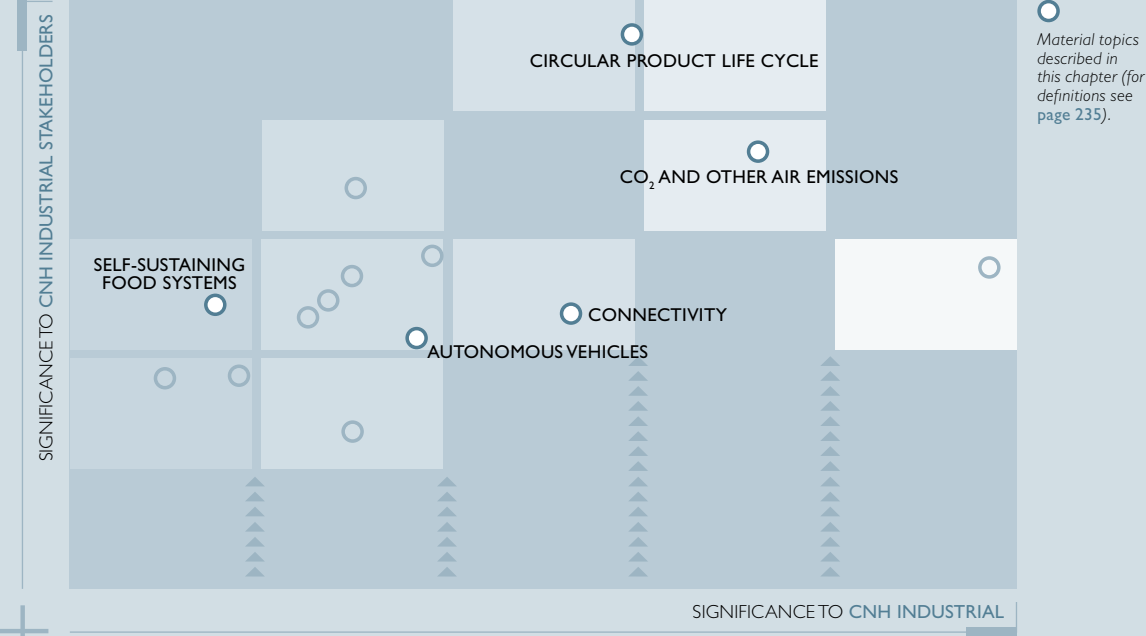 SIGNIFICANCE TO CNH INDUSTRIAL STAKEHOLDERS
CIRCULAR PRODUCT LIFE CYCLE
CO₂ AND OTHER AIR EMISSIONS
SELF-SUSTAINING
FOOD SYSTEMS
CONNECTIVITY
AUTONOMOUS VEHICLES
SIGNIFICANCE TO CNH INDUSTRIAL
Material topics
described in
this chapter (for
definitions see
page 235).